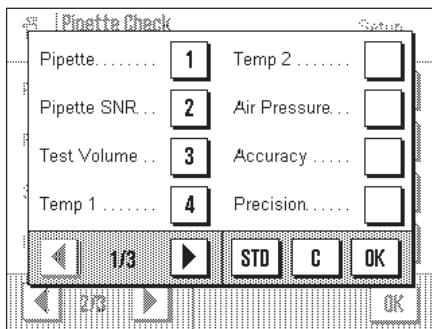 Pipette Check
Setup
Pipette........ 1
Temp 2 .......
Pipette SNR... 2
Air Pressure...
Test Volume .. 3
Accuracy .....
Temp 1 ....... 4
Precision......
1/3
STD C OK
2/3
OK